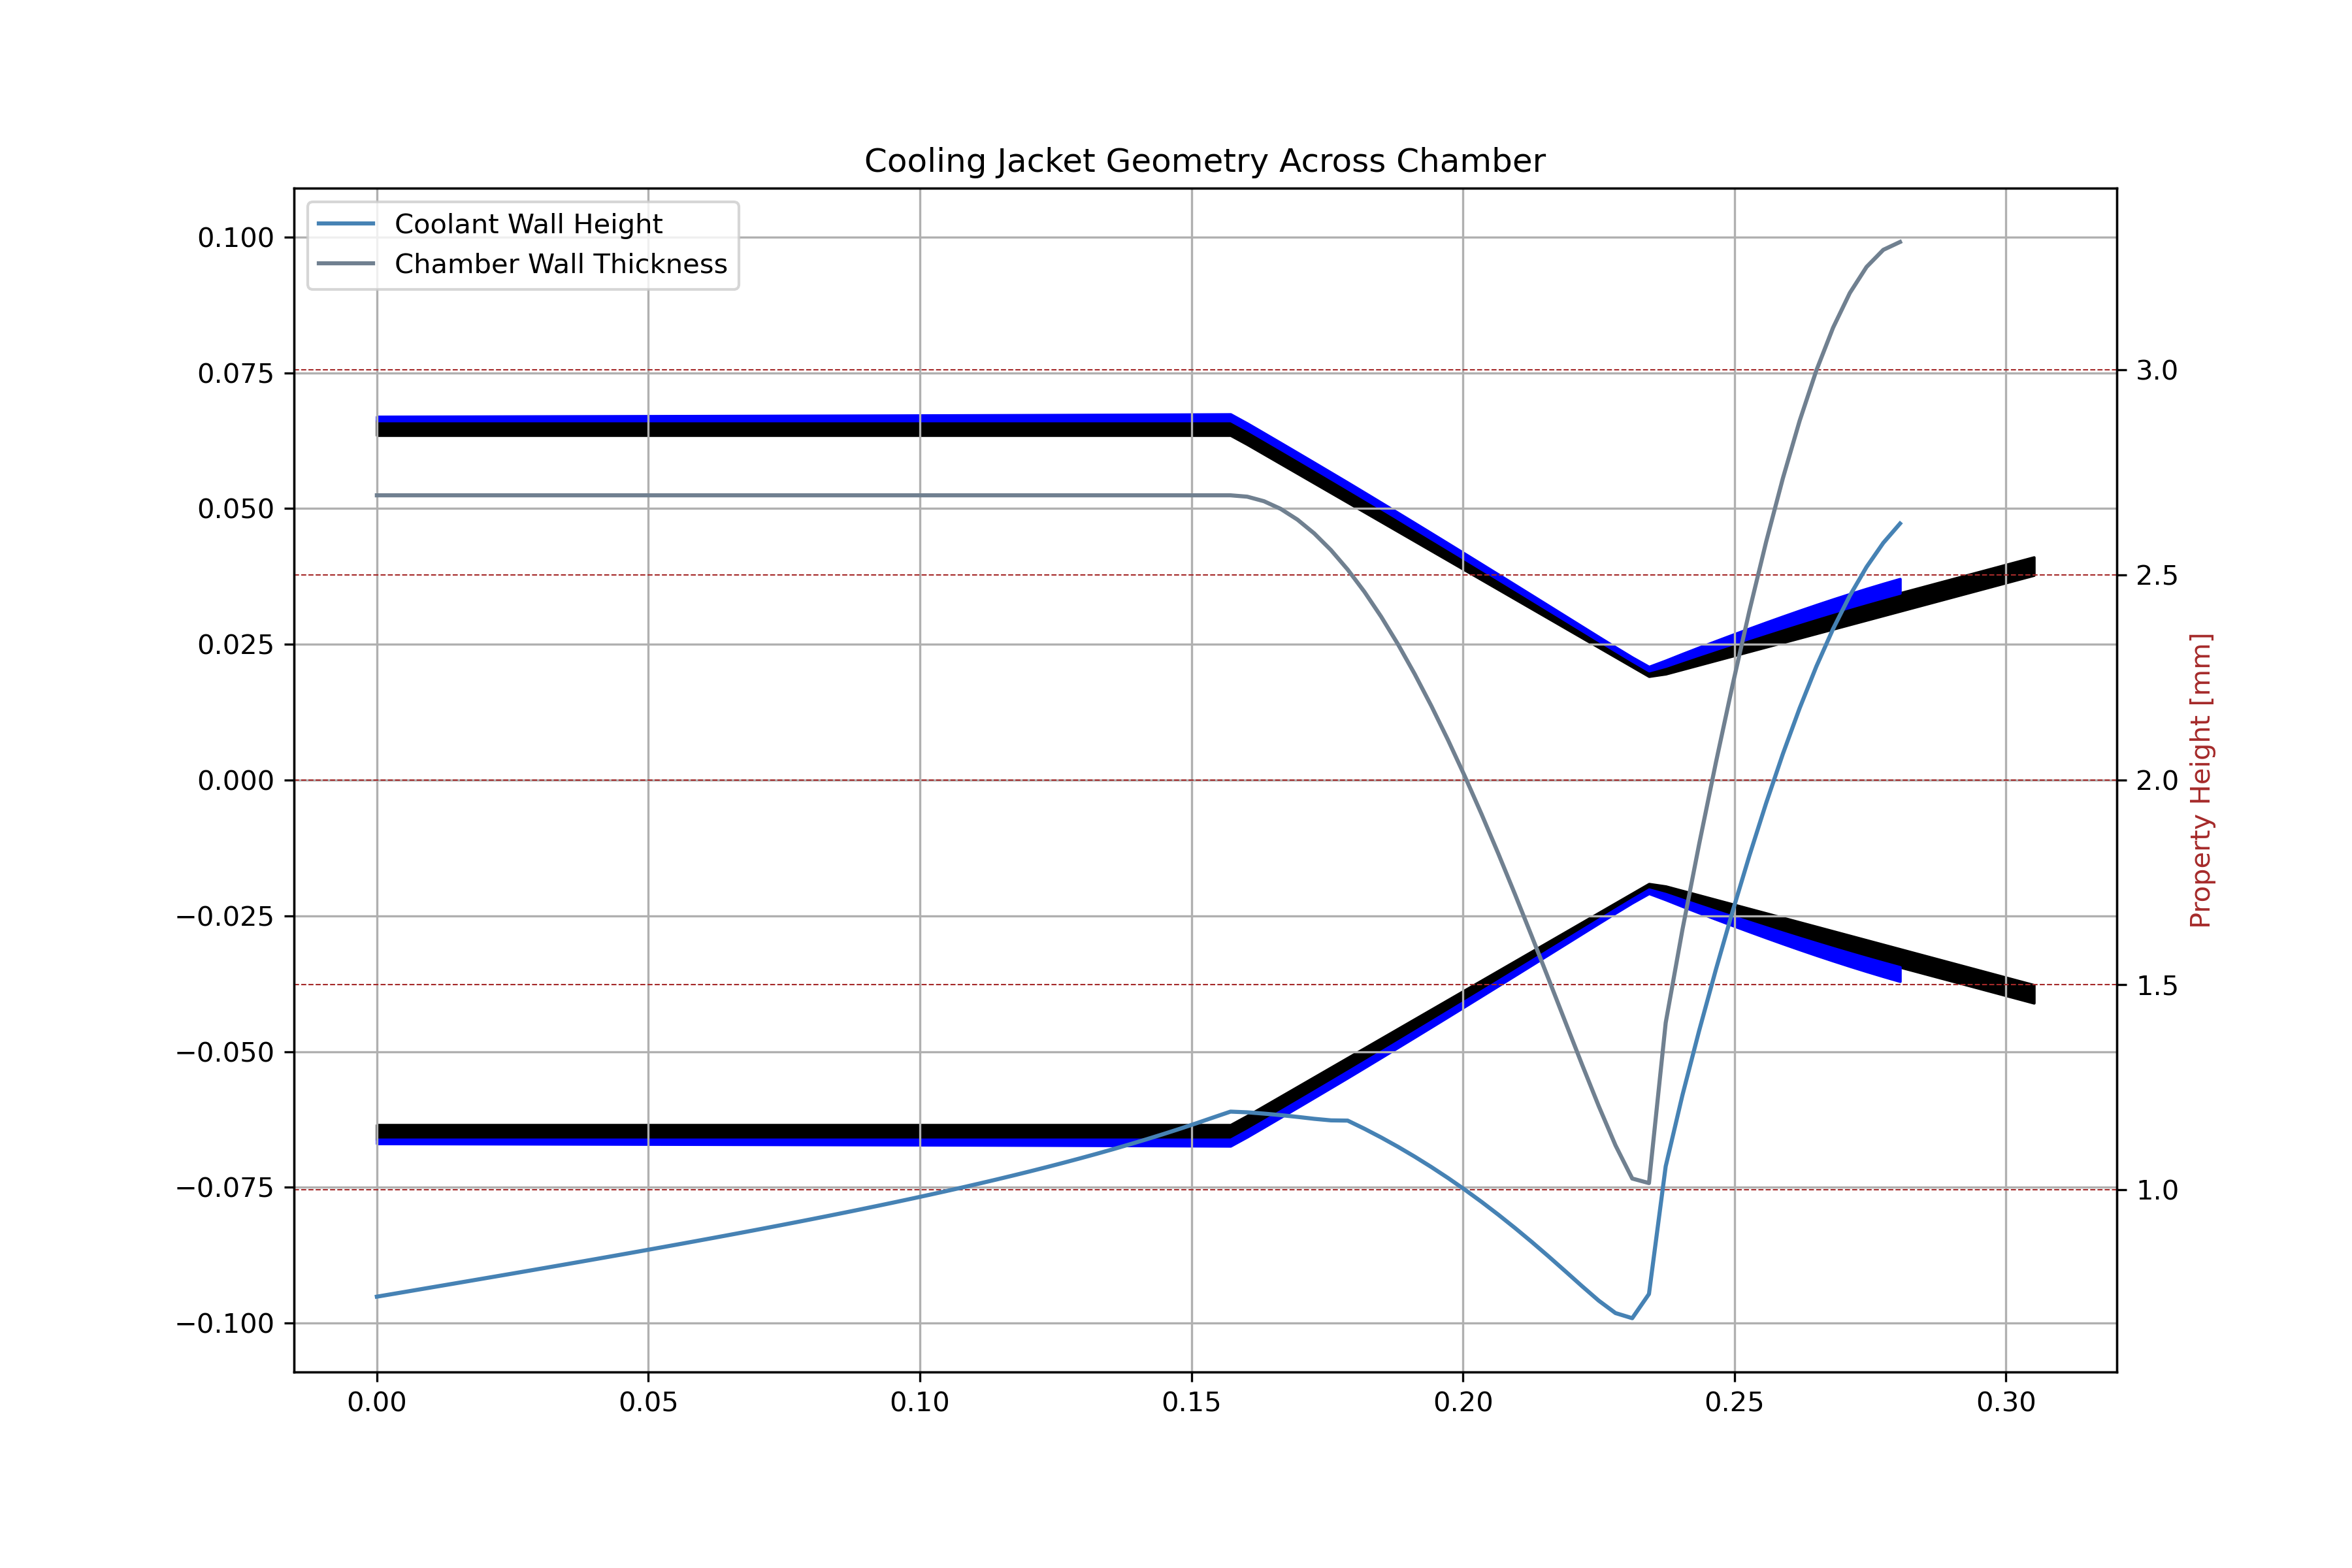 Cooling Jacket Geometry Across Chamber
Coolant Wall Height
Chamber Wall Thickness
0.100
0.075
0.050
0.025
0.000
−0.025
−0.050
−0.075
−0.100
3.0
2.5
2.0
1.5
1.0
Property Height [mm]
0.00 0.05 0.10 0.15 0.20 0.25 0.30